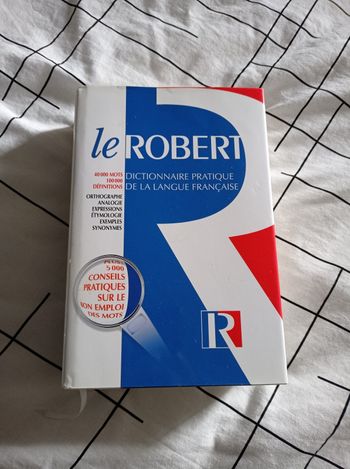 le ROBERT
DICTIONNAIRE PRATIQUE
DE LA LANGUE FRANÇAISE
40 000 MOTS
100 000
DÉFINITIONS
ORTHOGRAPHE
ANALOGIE
EXPRESSIONS
ÉTYMOLOGIE
EXEMPLES
SYNONYMES
PLUS
5 000
CONSEILS
PRATIQUES
SUR LE
BON EMPLOI
DES MOTS
R